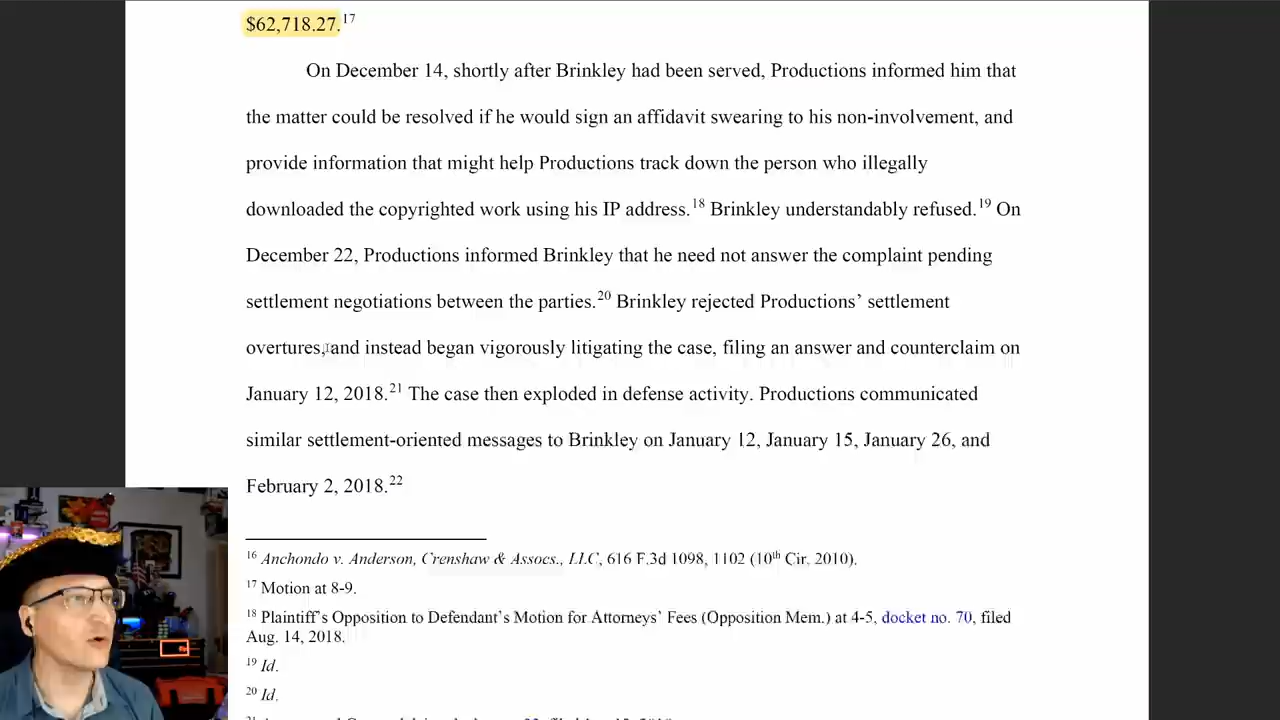 $62,718.27.17
On December 14, shortly after Brinkley had been served, Productions informed him that
the matter could be resolved if he would sign an affidavit swearing to his non-involvement, and
provide information that might help Productions track down the person who illegally
downloaded the copyrighted work using his IP address.18 Brinkley understandably refused.19 On
December 22, Productions informed Brinkley that he need not answer the complaint pending
settlement negotiations between the parties.20 Brinkley rejected Productions’ settlement
overtures, and instead began vigorously litigating the case, filing an answer and counterclaim on
January 12, 2018.21 The case then exploded in defense activity. Productions communicated
similar settlement-oriented messages to Brinkley on January 12, January 15, January 26, and
February 2, 2018.22
16 Anchondo v. Anderson, Crenshaw & Assocs., LLC, 616 F.3d 1098, 1102 (10th Cir. 2010).
17 Motion at 8-9.
18 Plaintiff’s Opposition to Defendant’s Motion for Attorneys’ Fees (Opposition Mem.) at 4-5, docket no. 70, filed
Aug. 14, 2018.
19 Id.
20 Id.